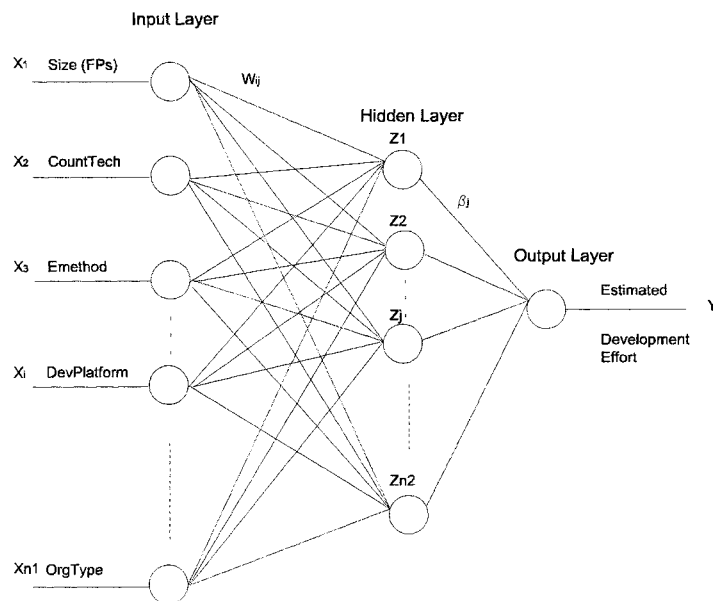 Input Layer
X1 Size (FPs)
Wij
Hidden Layer
Z1
X2 CountTech
βj
Z2
Output Layer
X3 Emethod
Estimated
Y
Zj
Development
Effort
Xi DevPlatform
Zn2
Xn1 OrgType